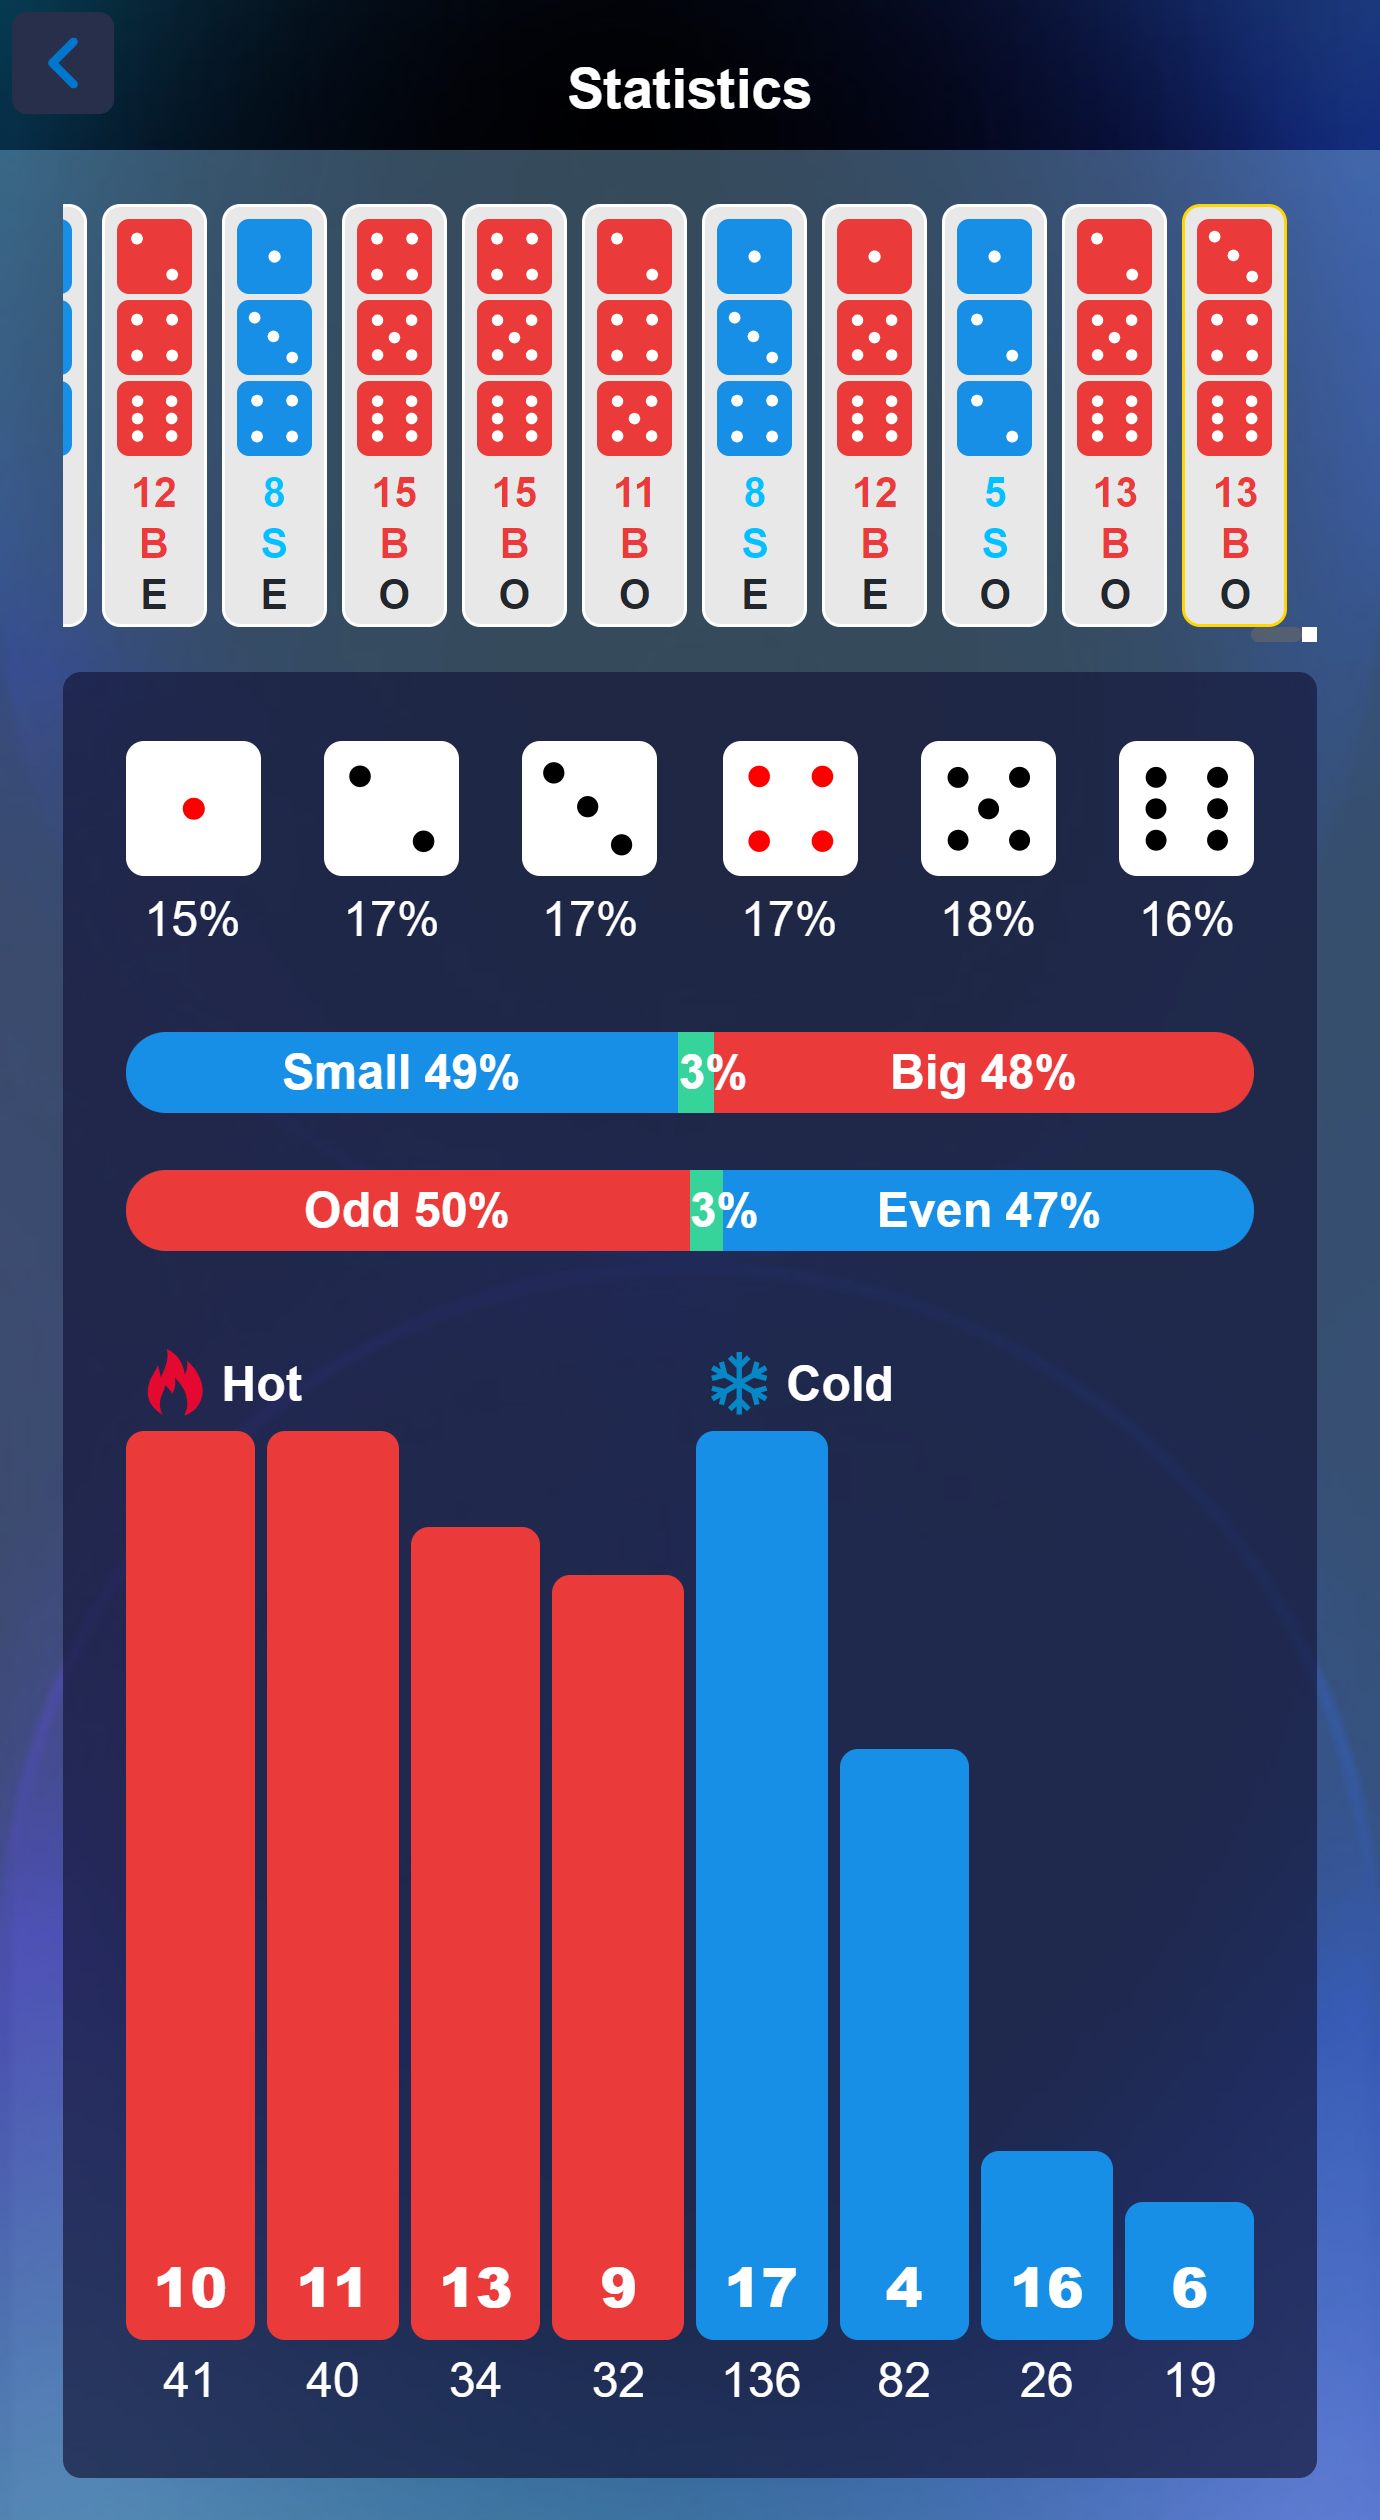 Statistics
12 8 15 15 11 8 12 5 13 13
B S B B B S B S B B
E E O O O E E O O O
15% 17% 17% 17% 18% 16%
Small 49% 3% Big 48%
Odd 50% 3% Even 47%
Hot Cold
10 11 13 9 17 4 16 6
41 40 34 32 136 82 26 19